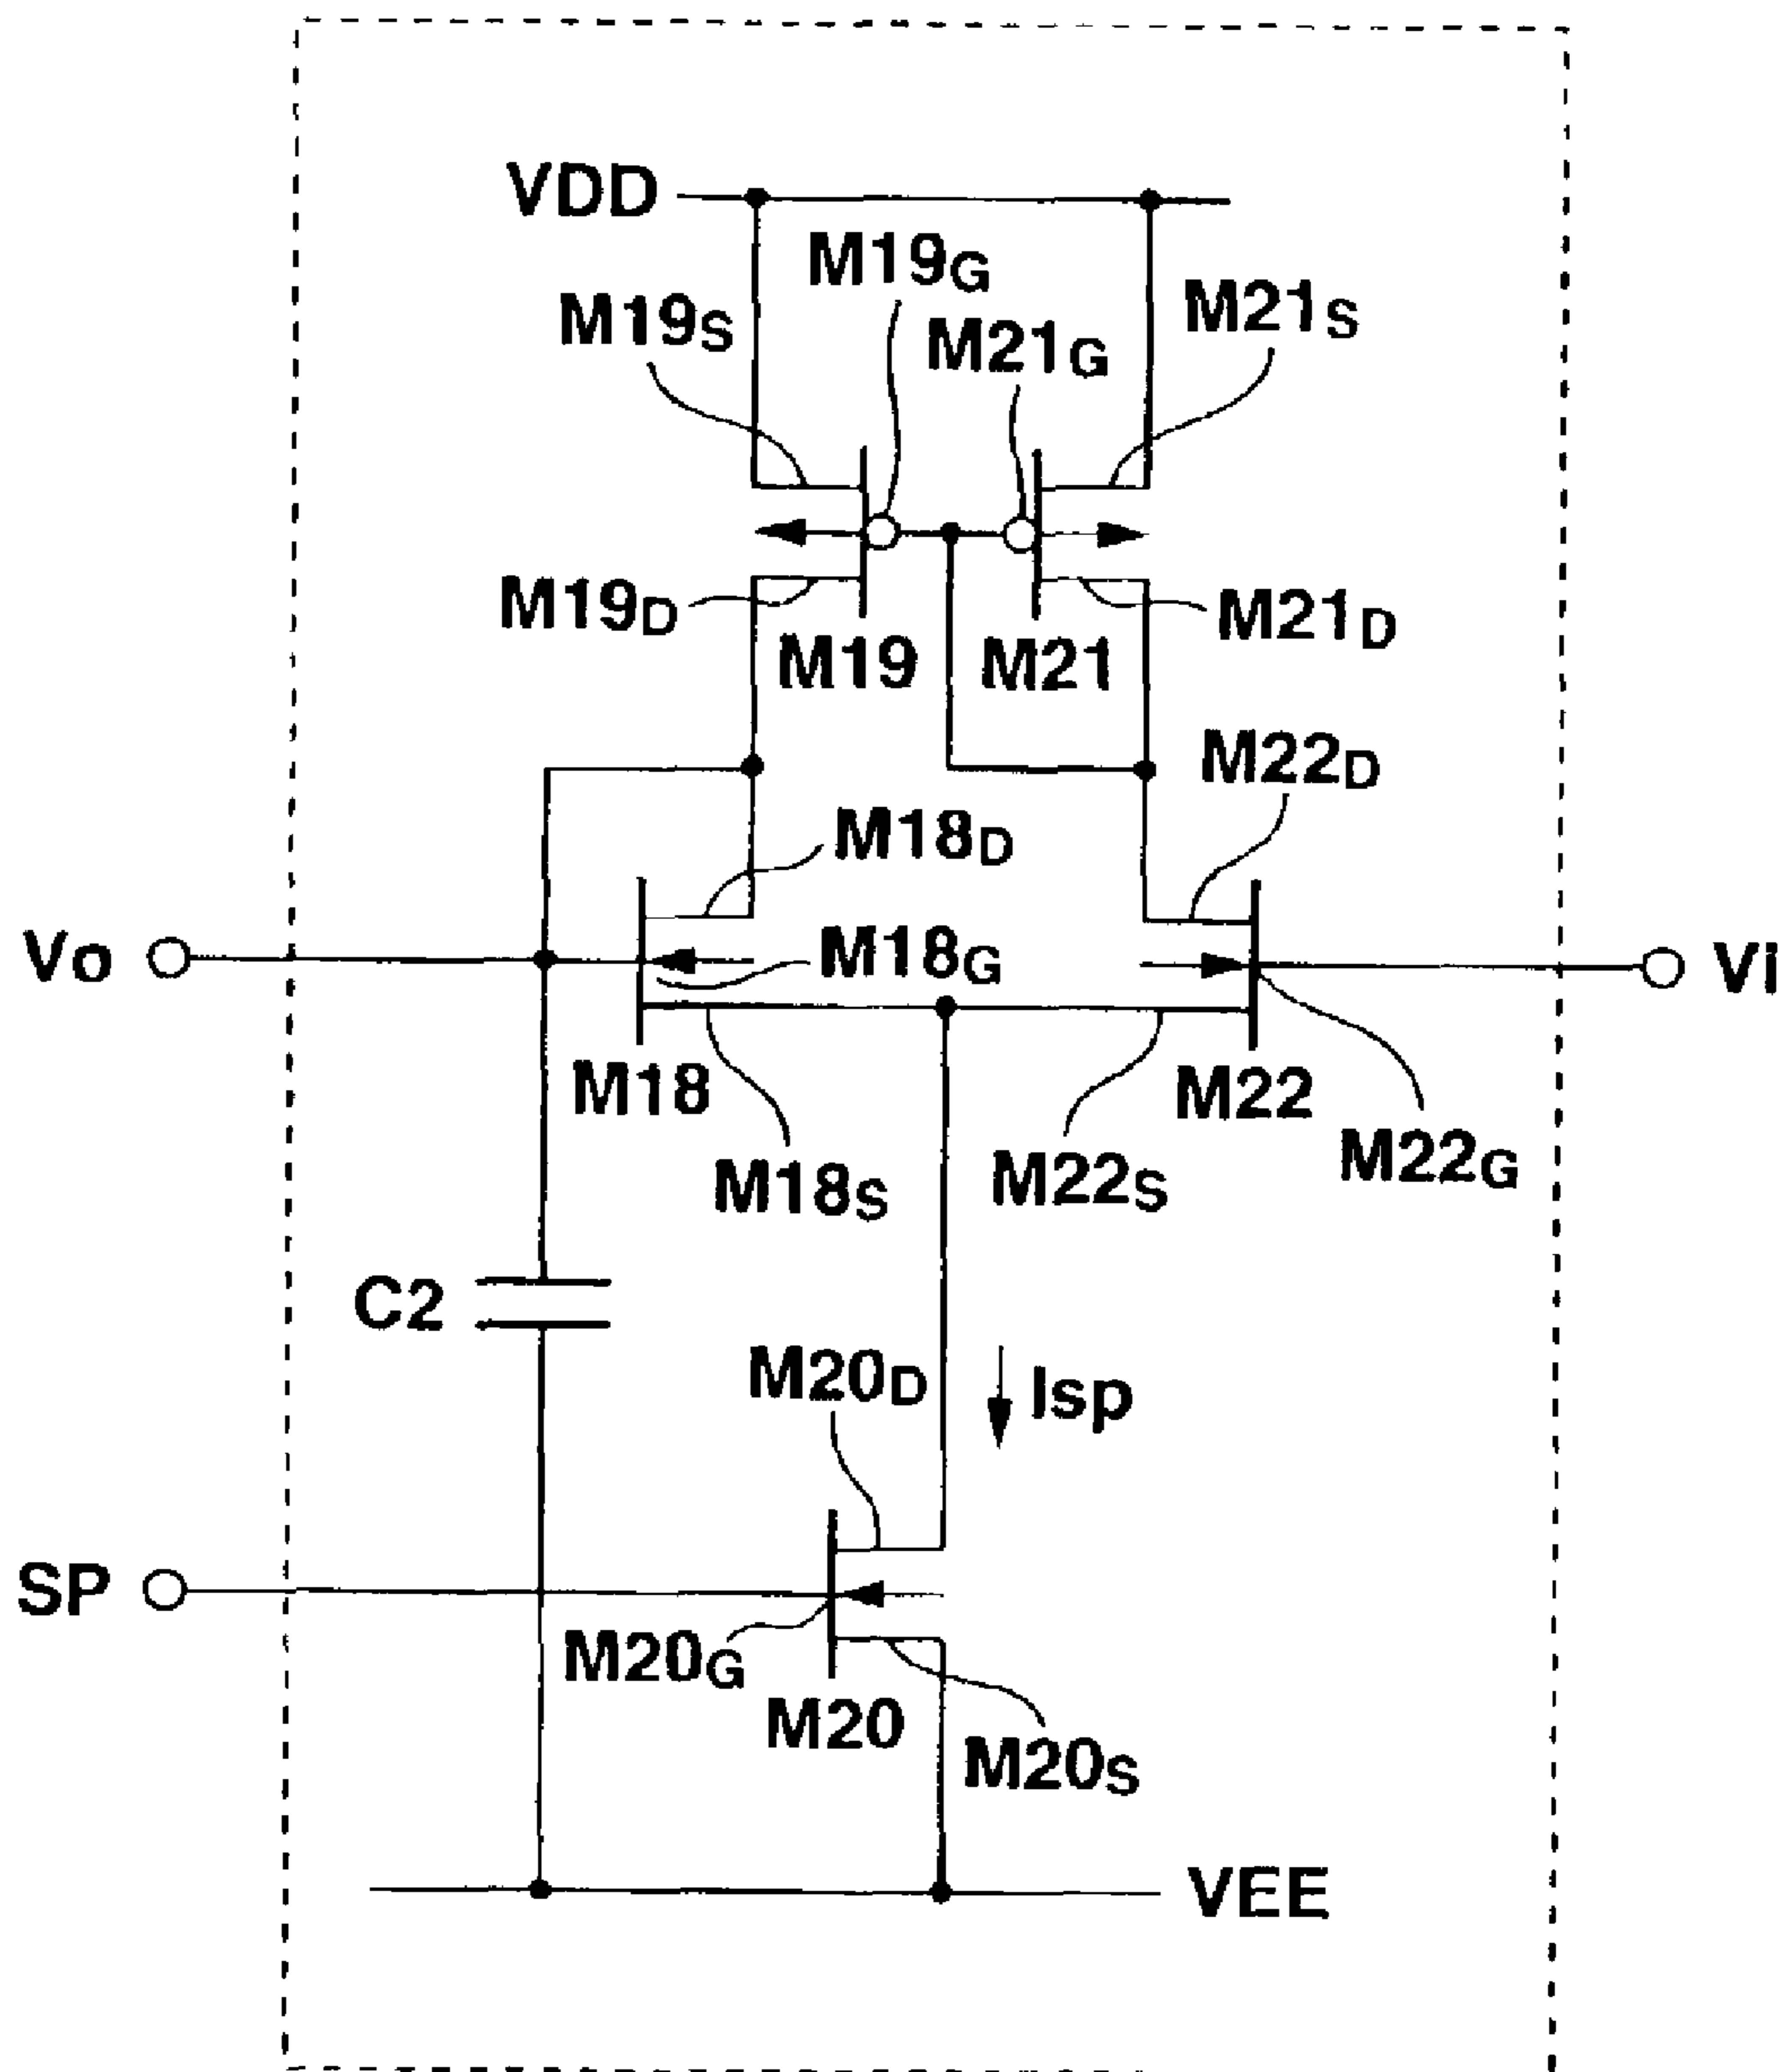 VDD
M19G
M19S
M21S
M21G
M19D
M21D
M19
M21
M22D
M18D
Vo
M18G
Vi
M18
M22
M22G
M18S
M22S
C2
M20D
Isp
SP
M20G
M20
M20S
VEE